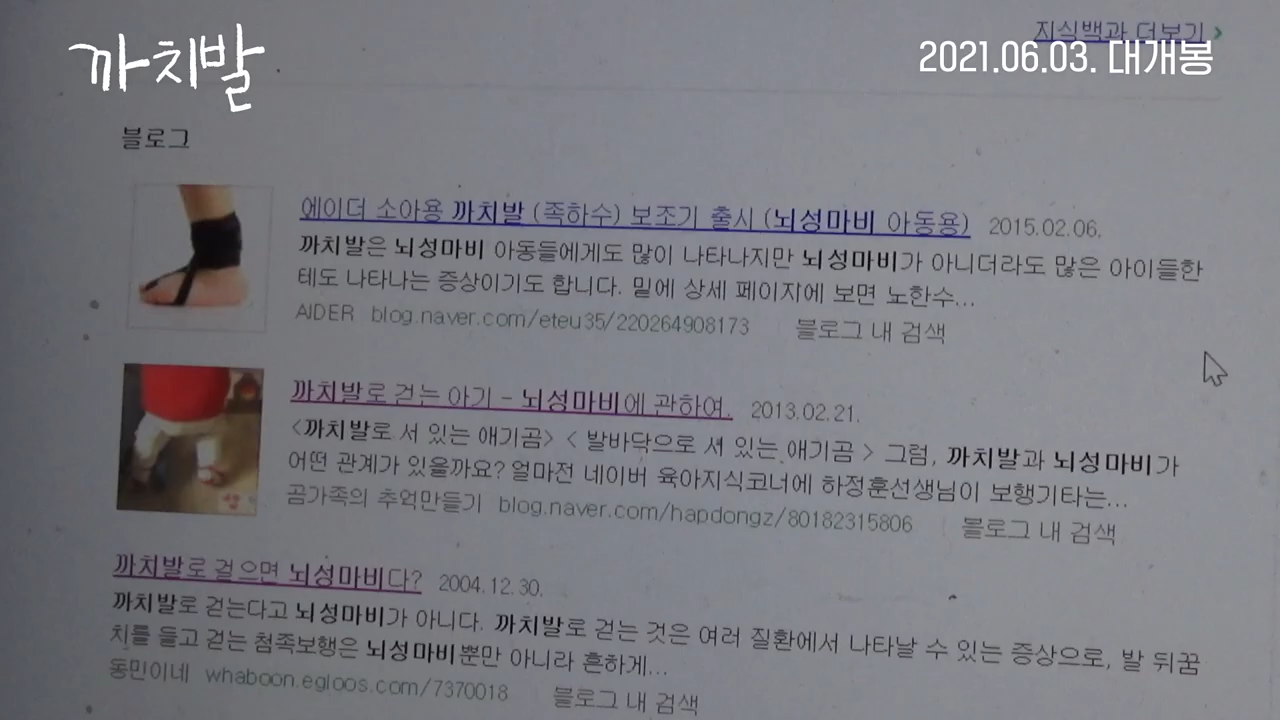 까치발
지식백과 더보기 >
2021.06.03. 대개봉
블로그
에이더 소아용 까치발 (족하수) 보조기 출시 (뇌성마비 아동용) 2015.02.06.
까치발은 뇌성마비 아동들에게도 많이 나타나지만 뇌성마비가 아니더라도 많은 아이들한
테도 나타나는 증상이기도 합니다. 밑에 상세 페이지에 보면 노한수...
AIDER blog.naver.com/eteu35/220264908173 블로그 내 검색
까치발로 걷는 아기 - 뇌성마비에 관하여. 2013.02.21.
<까치발로 서 있는 애기곰> < 발바닥으로 서 있는 애기곰 > 그럼, 까치발과 뇌성마비가
어떤 관계가 있을까요? 얼마전 네이버 육아지식코너에 하정훈선생님이 보행기타는...
곰가족의 추억만들기 blog.naver.com/hapdongz/80182315806 블로그 내 검색
까치발로 걸으면 뇌성마비다? 2004.12.30.
까치발로 걷는다고 뇌성마비가 아니다. 까치발로 걷는 것은 여러 질환에서 나타날 수 있는 증상으로, 발 뒤꿈
치를 들고 걷는 첨족보행은 뇌성마비뿐만 아니라 흔하게...
동민이네 whaboon.egloos.com/7370018 블로그 내 검색